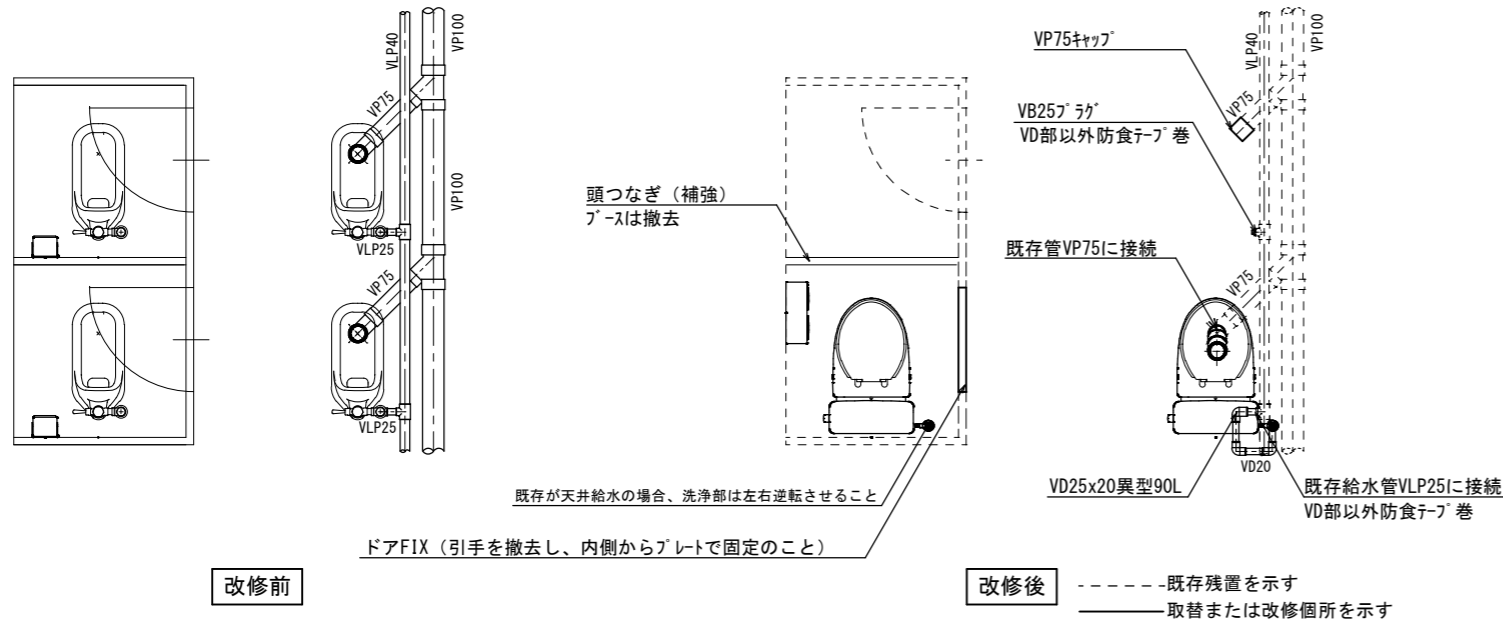 VLP40
VP100
VP75
VP100
VLP25
VP75
VLP25
改修前
頭つなぎ（補強）
ブースは撤去
既存が天井給水の場合、洗浄部は左右逆転させること
ドアFIX（引手を撤去し、内側からプレートで固定のこと）
VP75キャップ
VLP40
VP100
VP75
VB25プラグ
VD部以外防食テープ巻
既存管VP75に接続
VP75
VD20
VD25x20異型90L
既存給水管VLP25に接続
VD部以外防食テープ巻
改修後
既存残置を示す
取替または改修個所を示す